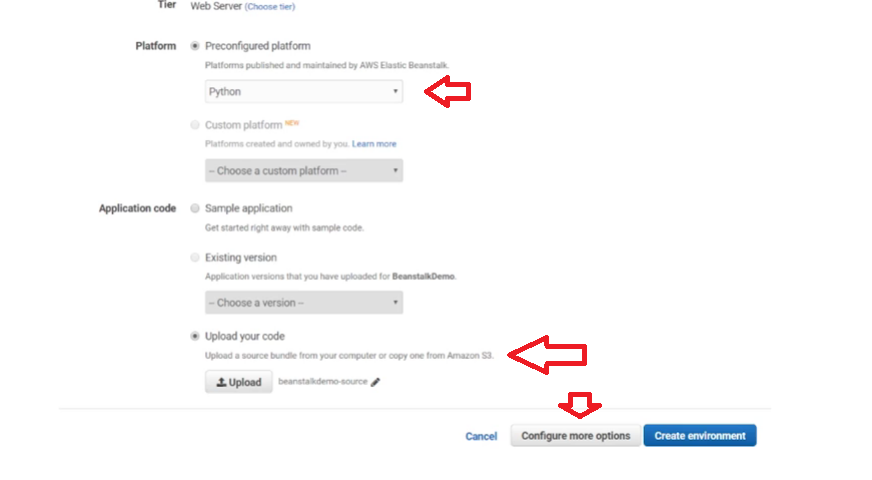 Tier Web Server (Choose tier)
Platform Preconfigured platform
Platforms published and maintained by AWS Elastic Beanstalk.
Python
Custom platform NEW
Platforms created and owned by you. Learn more
-- Choose a custom platform --
Application code Sample application
Get started right away with sample code.
Existing version
Application versions that you have uploaded for BeanstalkDemo.
-- Choose a version --
Upload your code
Upload a source bundle from your computer or copy one from Amazon S3.
Upload beanstalkdemo-source
Cancel Configure more options Create environment